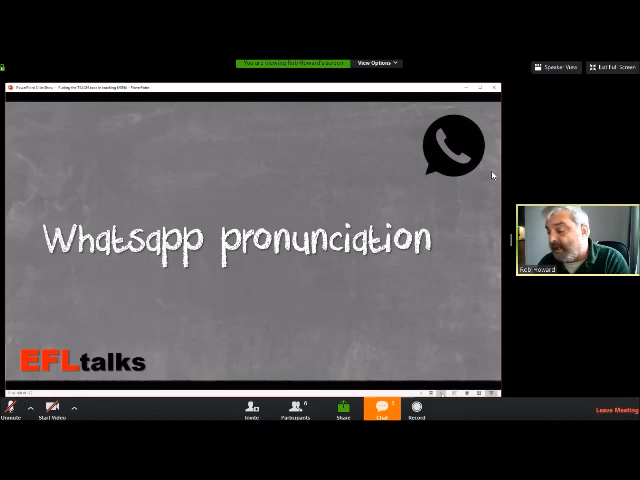 You are viewing Rob Howard's screen
View Options
Speaker View
Exit Full Screen
Whatsapp pronunciation
EFLtalks
Rob Howard
Unmute
Start Video
Invite
Participants
Share
Chat
Record
Leave Meeting